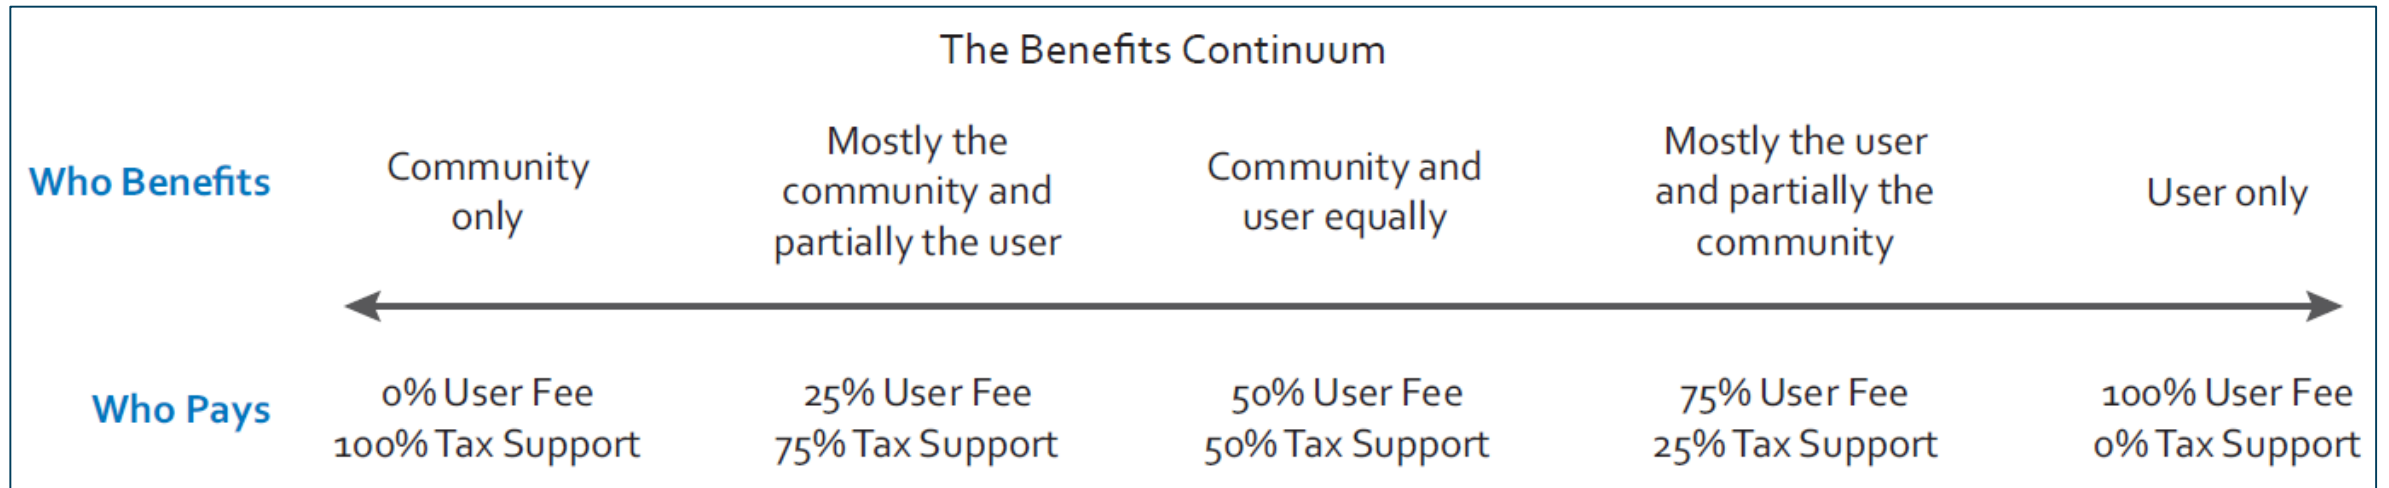 The Benefits Continuum
Who Benefits
Community
only
Mostly the
community and
partially the user
Community and
user equally
Mostly the user
and partially the
community
User only
Who Pays
0% User Fee
100% Tax Support
25% User Fee
75% Tax Support
50% User Fee
50% Tax Support
75% User Fee
25% Tax Support
100% User Fee
0% Tax Support